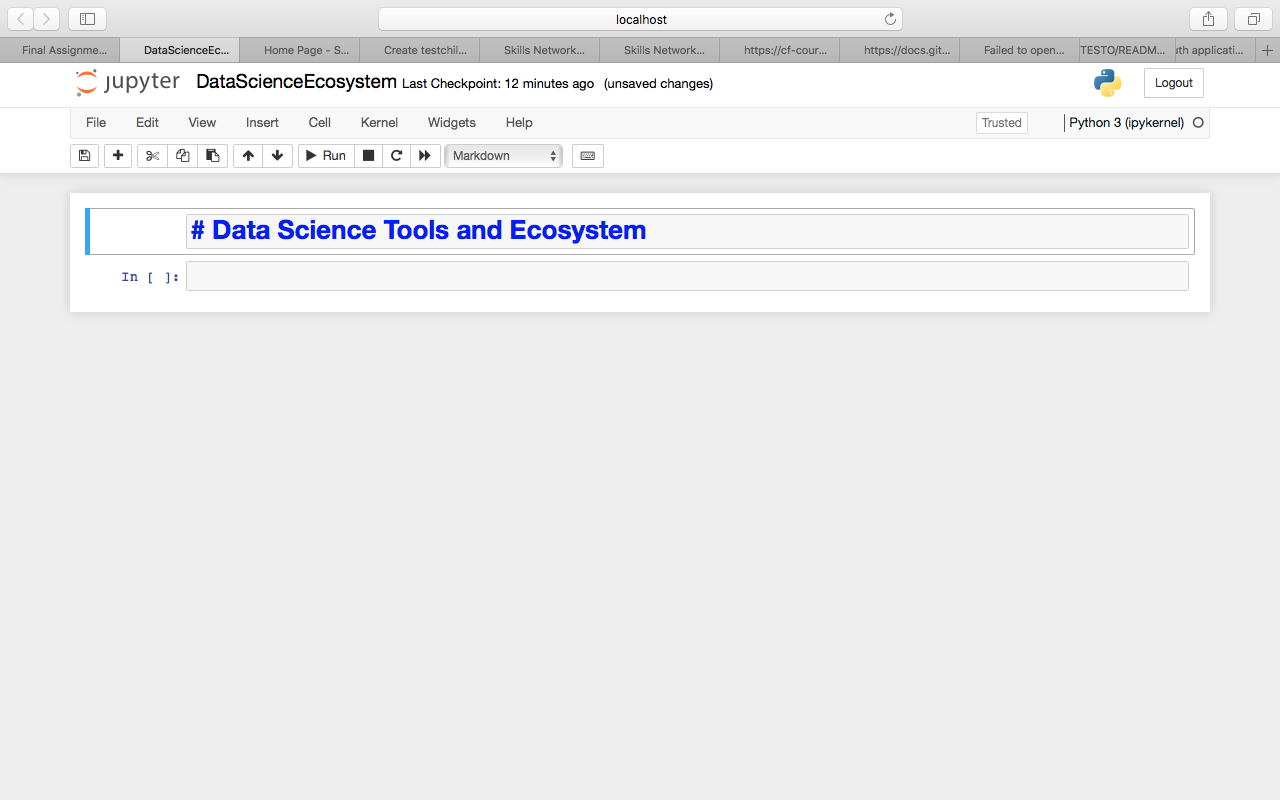 localhost
Final Assignme...
DataScienceEc...
Home Page - S...
Create testchil...
Skills Network...
Skills Network...
https://cf-cour...
https://docs.git...
Failed to open...
TESTO/READM...
uth applicati...
jupyter
DataScienceEcosystem Last Checkpoint: 12 minutes ago (unsaved changes)
Logout
File Edit View Insert Cell Kernel Widgets Help
Trusted
Python 3 (ipykernel)
Run
Markdown
# Data Science Tools and Ecosystem
In [ ]: